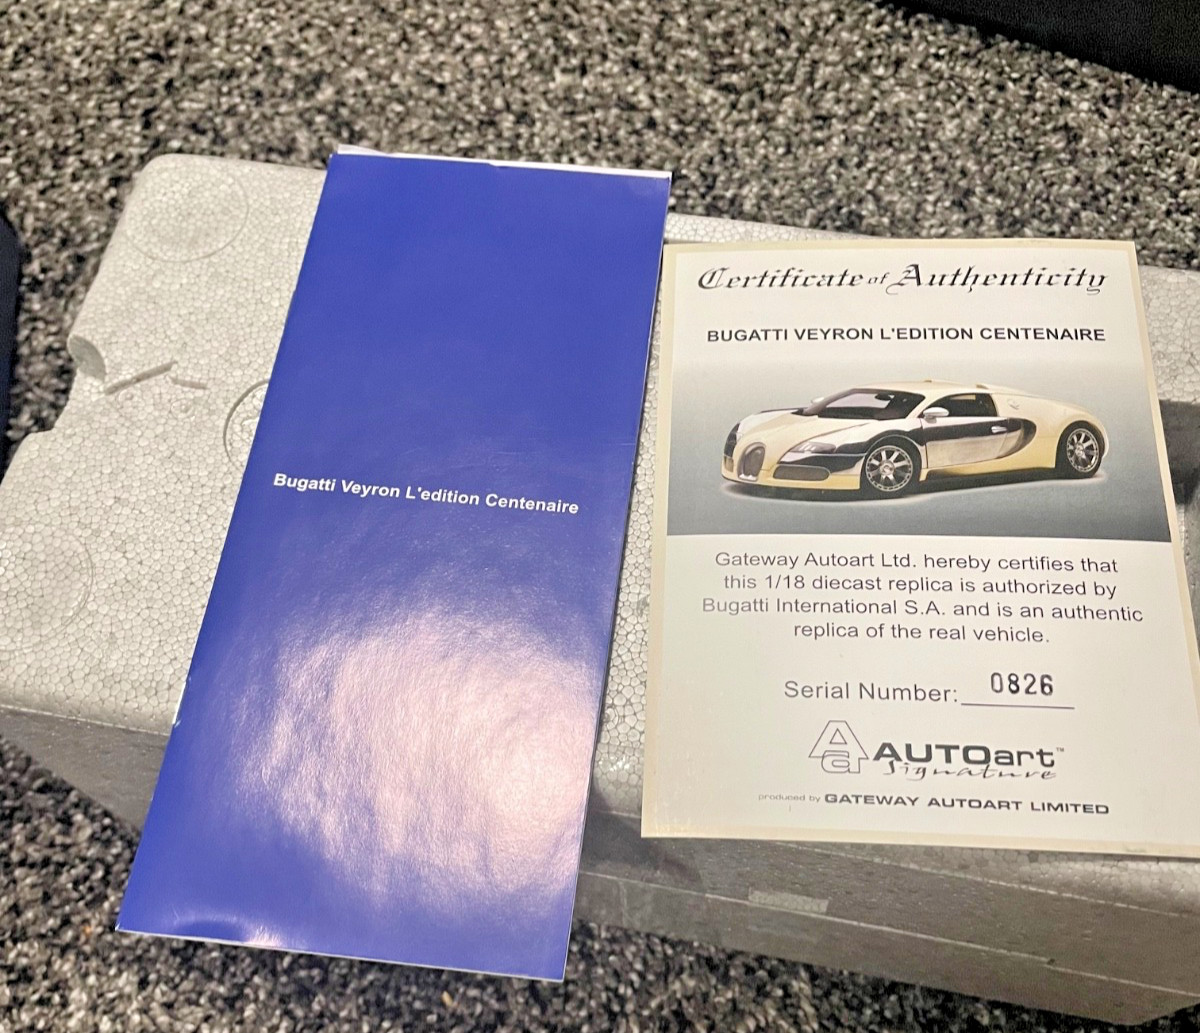 Bugatti Veyron L'edition Centenaire
Certificate of Authenticity
BUGATTI VEYRON L'EDITION CENTENAIRE
Gateway Autoart Ltd. hereby certifies that
this 1/18 diecast replica is authorized by
Bugatti International S.A. and is an authentic
replica of the real vehicle.
Serial Number: 0826
Aa AUTOart™
Signature
produced by GATEWAY AUTOART LIMITED